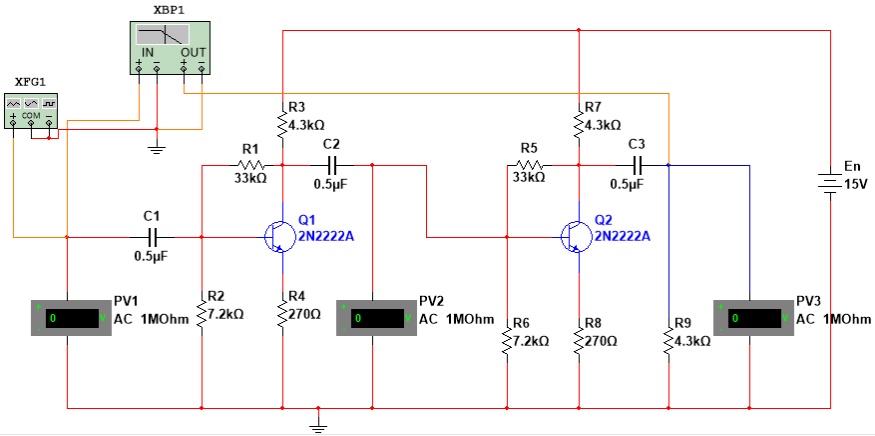 XBP1
IN OUT
+ − + −
XFG1
+ COM −
R3
4.3kΩ
R7
4.3kΩ
R1
33kΩ
C2
0.5µF
R5
33kΩ
C3
0.5µF
En
15V
C1
0.5µF
Q1
2N2222A
Q2
2N2222A
PV1
0 V
AC 1MOhm
R2
7.2kΩ
R4
270Ω
PV2
0 V
AC 1MOhm
R6
7.2kΩ
R8
270Ω
R9
4.3kΩ
PV3
0 V
AC 1MOhm